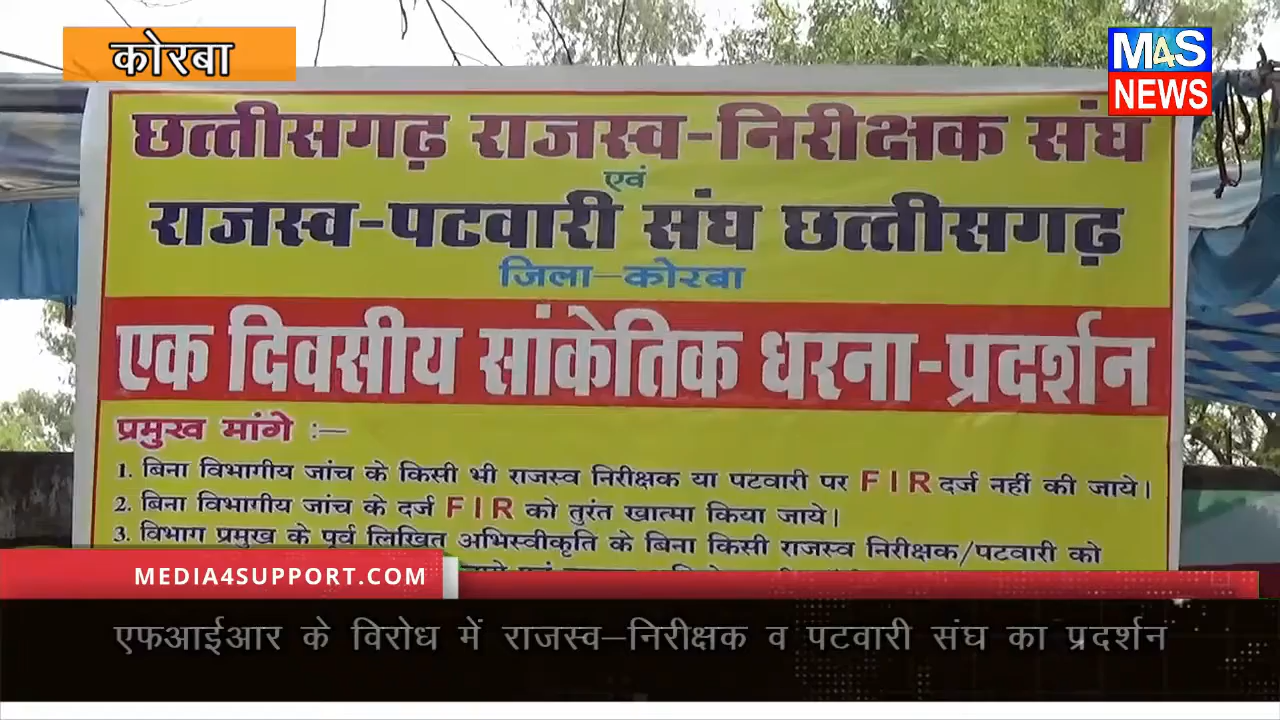 कोरबा
M4S
NEWS
छत्तीसगढ़ राजस्व-निरीक्षक संघ
एवं
राजस्व-पटवारी संघ छत्तीसगढ़
जिला-कोरबा
एक दिवसीय सांकेतिक धरना-प्रदर्शन
प्रमुख मांगे :-
1. बिना विभागीय जांच के किसी भी राजस्व निरीक्षक या पटवारी पर FIR दर्ज नहीं की जाये।
2. बिना विभागीय जांच के दर्ज FIR को तुरंत खात्मा किया जाये।
3. विभाग प्रमुख के पूर्व लिखित अभिस्वीकृति के बिना किसी राजस्व निरीक्षक/पटवारी को
MEDIA4SUPPORT.COM
एफआईआर के विरोध में राजस्व-निरीक्षक व पटवारी संघ का प्रदर्शन